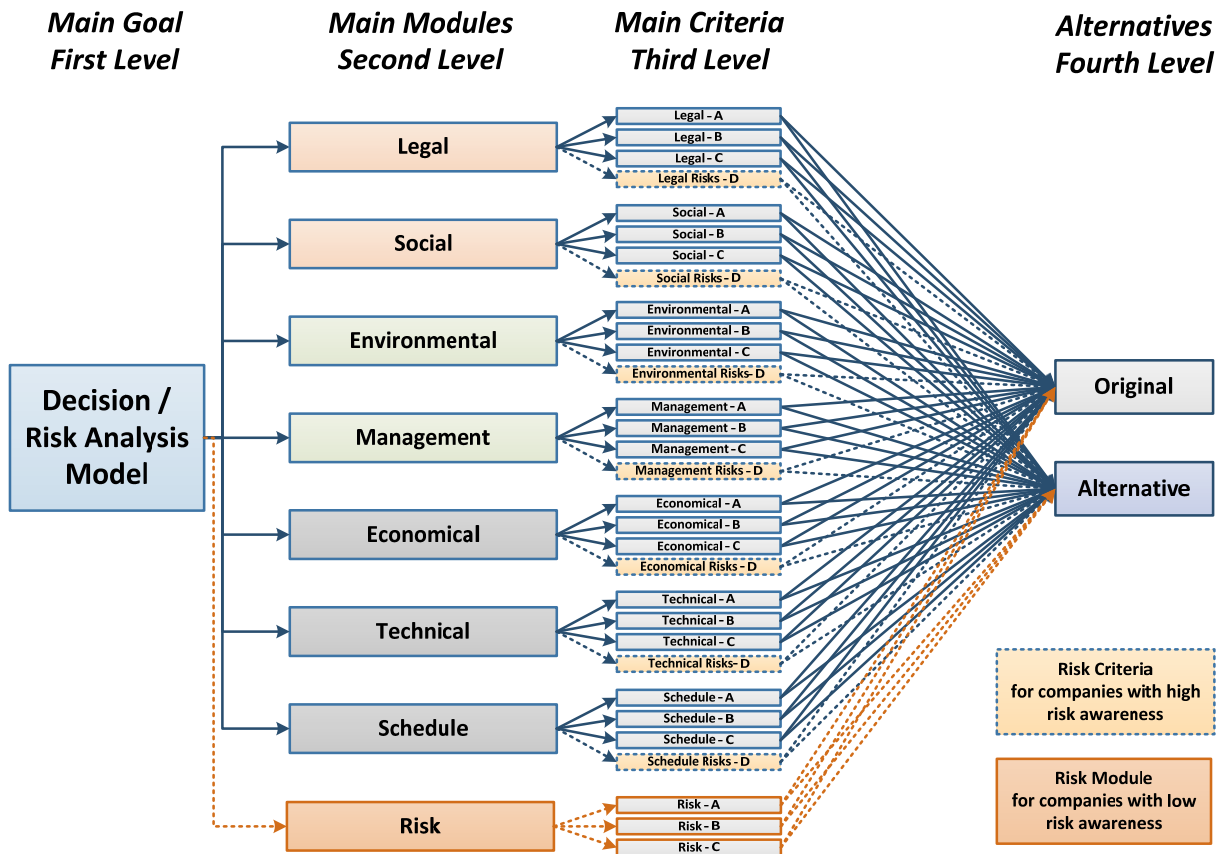 Main Goal
First Level
Main Modules
Second Level
Main Criteria
Third Level
Alternatives
Fourth Level
Decision /
Risk Analysis
Model
Legal
Social
Environmental
Management
Economical
Technical
Schedule
Risk
Legal – A
Legal – B
Legal – C
Legal Risks - D
Social – A
Social – B
Social – C
Social Risks - D
Environmental – A
Environmental – B
Environmental – C
Environmental Risks- D
Management – A
Management – B
Management – C
Management Risks - D
Economical – A
Economical – B
Economical – C
Economical Risks - D
Technical – A
Technical – B
Technical – C
Technical Risks- D
Schedule – A
Schedule – B
Schedule – C
Schedule Risks - D
Risk – A
Risk – B
Risk – C
Original
Alternative
Risk Criteria
for companies with high
risk awareness
Risk Module
for companies with low
risk awareness